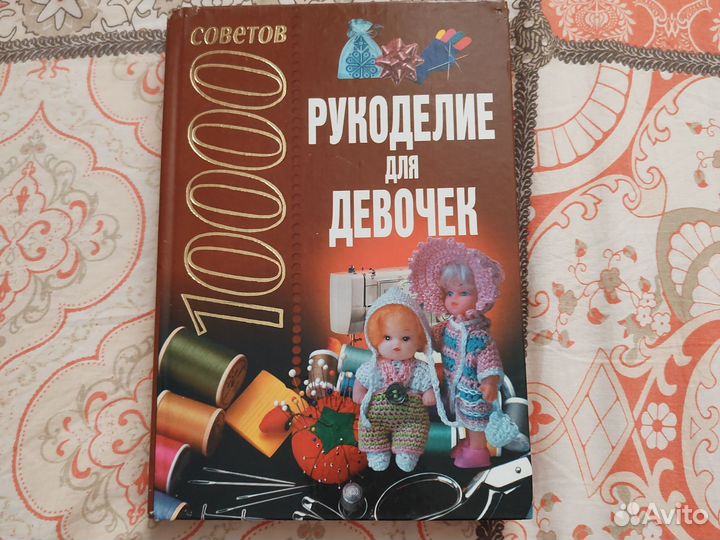 советов
10000
РУКОДЕЛИЕ
ДЛЯ
ДЕВОЧЕК
Avito